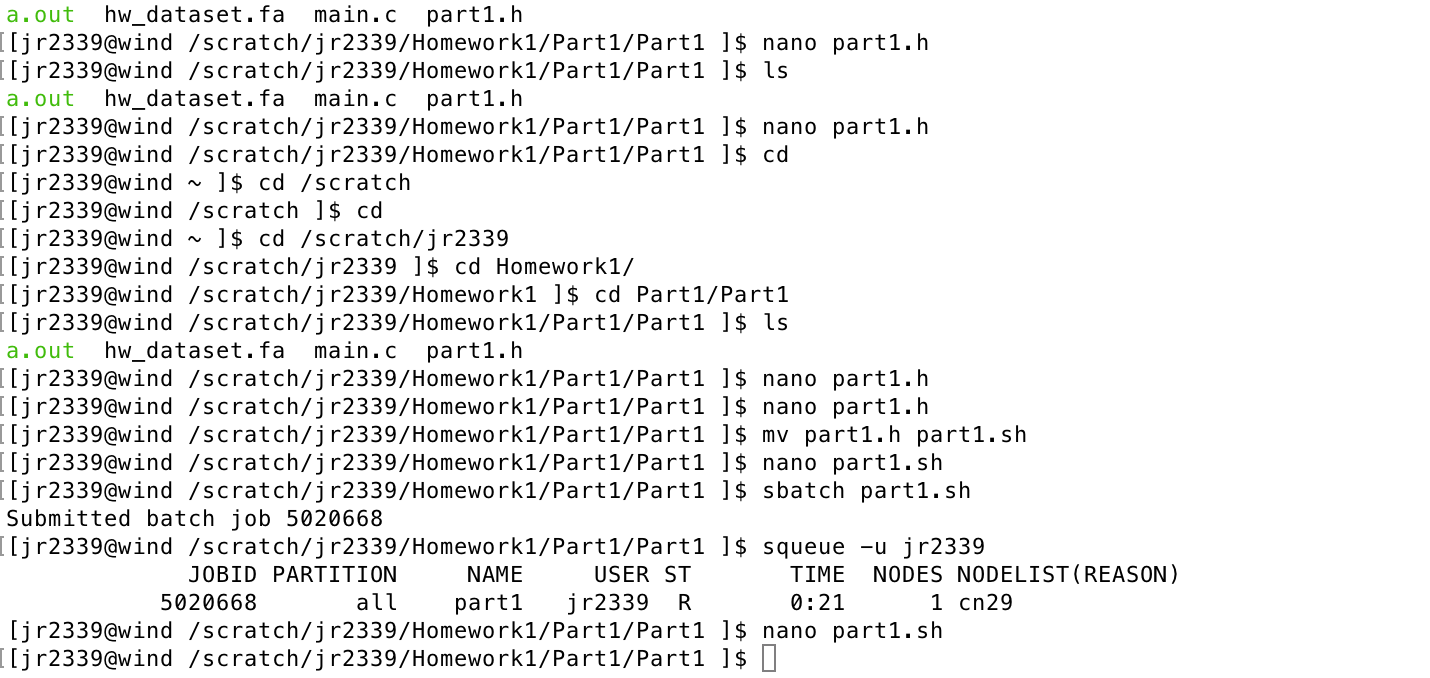 a.out  hw_dataset.fa  main.c  part1.h
[[jr2339@wind /scratch/jr2339/Homework1/Part1/Part1 ]$ nano part1.h
[[jr2339@wind /scratch/jr2339/Homework1/Part1/Part1 ]$ ls
a.out  hw_dataset.fa  main.c  part1.h
[[jr2339@wind /scratch/jr2339/Homework1/Part1/Part1 ]$ nano part1.h
[[jr2339@wind /scratch/jr2339/Homework1/Part1/Part1 ]$ cd
[[jr2339@wind ~ ]$ cd /scratch
[[jr2339@wind /scratch ]$ cd
[[jr2339@wind ~ ]$ cd /scratch/jr2339
[[jr2339@wind /scratch/jr2339 ]$ cd Homework1/
[[jr2339@wind /scratch/jr2339/Homework1 ]$ cd Part1/Part1
[[jr2339@wind /scratch/jr2339/Homework1/Part1/Part1 ]$ ls
a.out  hw_dataset.fa  main.c  part1.h
[[jr2339@wind /scratch/jr2339/Homework1/Part1/Part1 ]$ nano part1.h
[[jr2339@wind /scratch/jr2339/Homework1/Part1/Part1 ]$ nano part1.h
[[jr2339@wind /scratch/jr2339/Homework1/Part1/Part1 ]$ mv part1.h part1.sh
[[jr2339@wind /scratch/jr2339/Homework1/Part1/Part1 ]$ nano part1.sh
[[jr2339@wind /scratch/jr2339/Homework1/Part1/Part1 ]$ sbatch part1.sh
Submitted batch job 5020668
[[jr2339@wind /scratch/jr2339/Homework1/Part1/Part1 ]$ squeue -u jr2339
             JOBID PARTITION     NAME     USER ST       TIME  NODES NODELIST(REASON)
           5020668       all    part1   jr2339  R       0:21      1 cn29
[jr2339@wind /scratch/jr2339/Homework1/Part1/Part1 ]$ nano part1.sh
[[jr2339@wind /scratch/jr2339/Homework1/Part1/Part1 ]$